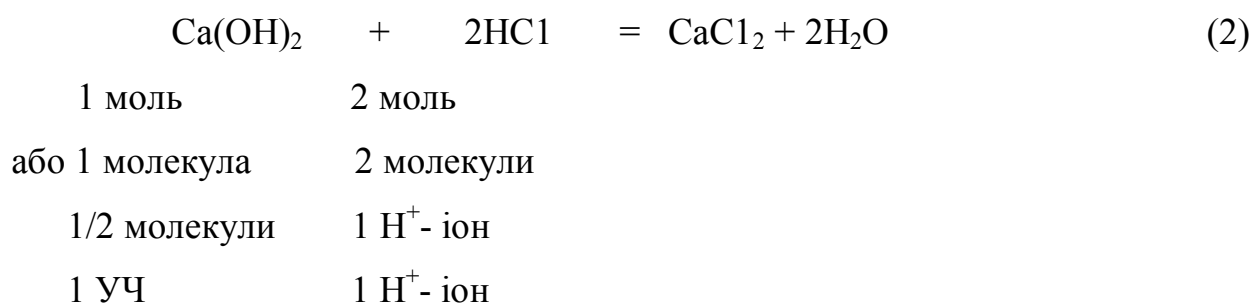 Ca(OH)₂ + 2HC1 = CaC1₂ + 2H₂O (2)
1 моль 2 моль
або 1 молекула 2 молекули
1/2 молекули 1 H⁺- іон
1 УЧ 1 H⁺- іон